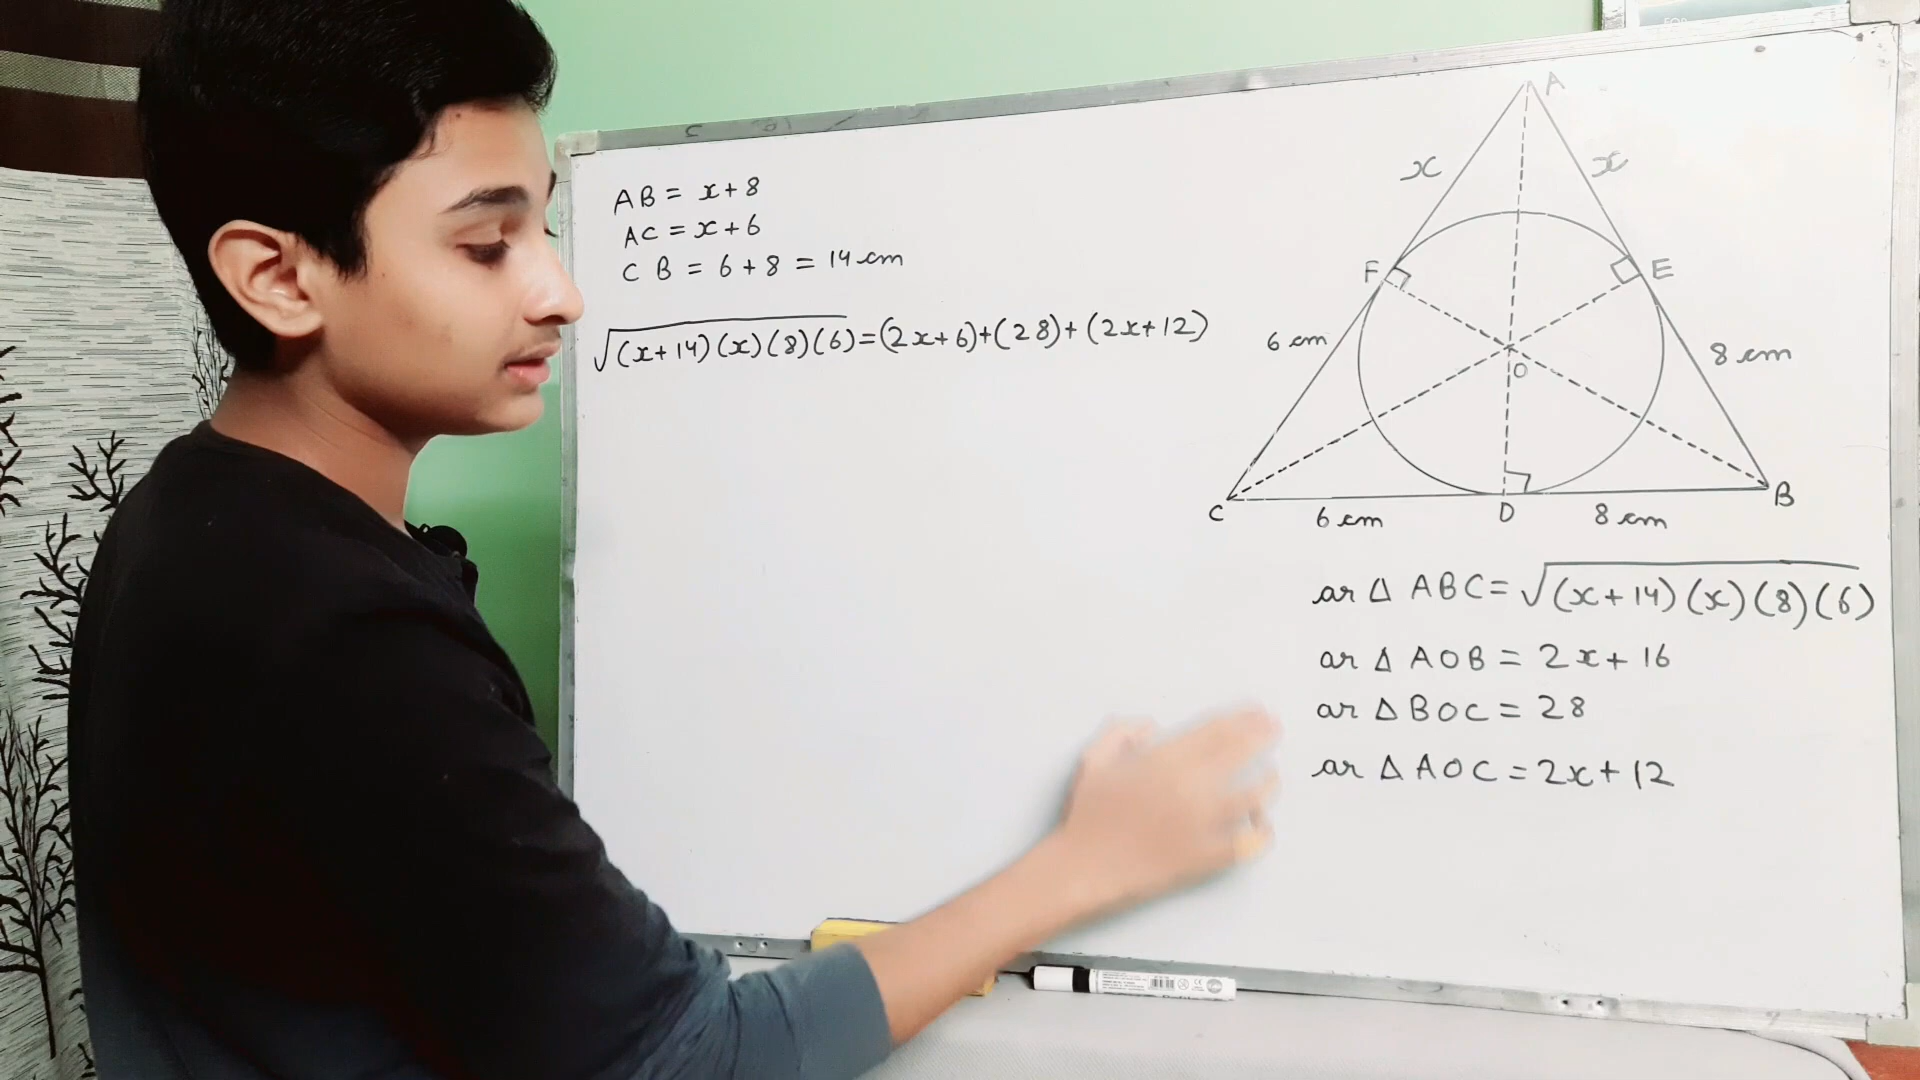 AB = x + 8
AC = x + 6
CB = 6 + 8 = 14 cm
√(x+14)(x)(8)(6) = (2x+6)+(28)+(2x+12)
A
x
x
F
E
6 cm
8 cm
O
C
D
B
6 cm
8 cm
ar Δ ABC = √(x+14)(x)(8)(6)
ar Δ AOB = 2x + 16
ar Δ BOC = 28
ar Δ AOC = 2x + 12